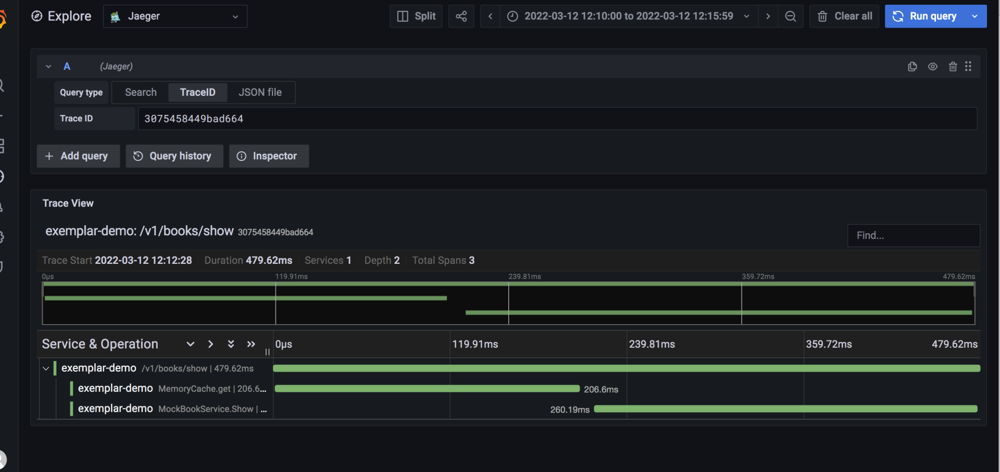 Explore Jaeger Split 2022-03-12 12:10:00 to 2022-03-12 12:15:59 Clear all Run query
A (Jaeger)
Query type Search TraceID JSON file
Trace ID 3075458449bad664
+ Add query Query history Inspector
Trace View
exemplar-demo: /v1/books/show 3075458449bad664
Find...
Trace Start 2022-03-12 12:12:28 Duration 479.62ms Services 1 Depth 2 Total Spans 3
0μs 119.91ms 239.81ms 359.72ms 479.62ms
Service & Operation 0μs 119.91ms 239.81ms 359.72ms 479.62ms
exemplar-demo /v1/books/show | 479.62ms
exemplar-demo MemoryCache.get | 206.6... 206.6ms
exemplar-demo MockBookService.Show | ... 260.19ms